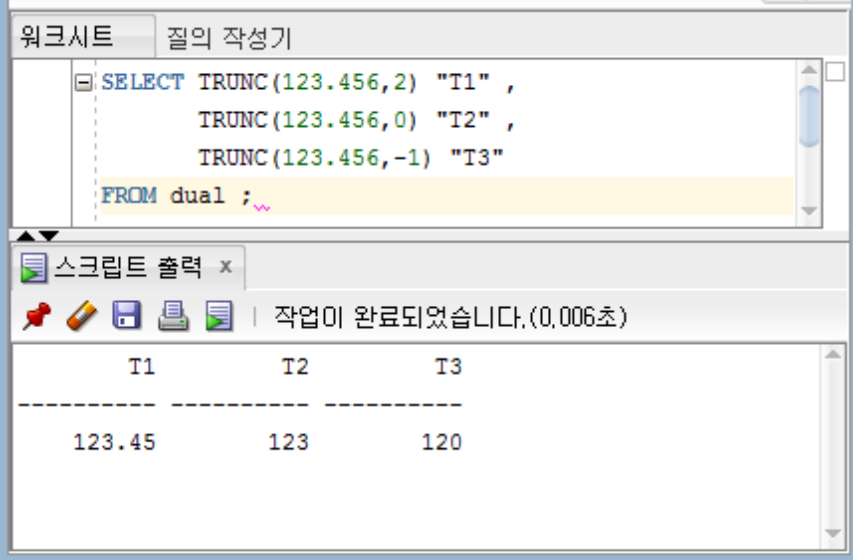 워크시트 질의 작성기
SELECT TRUNC(123.456,2) "T1" ,
TRUNC(123.456,0) "T2" ,
TRUNC(123.456,-1) "T3"
FROM dual ;
스크립트 출력 x
작업이 완료되었습니다.(0,006초)
T1 T2 T3
---------- ---------- ----------
123.45 123 120